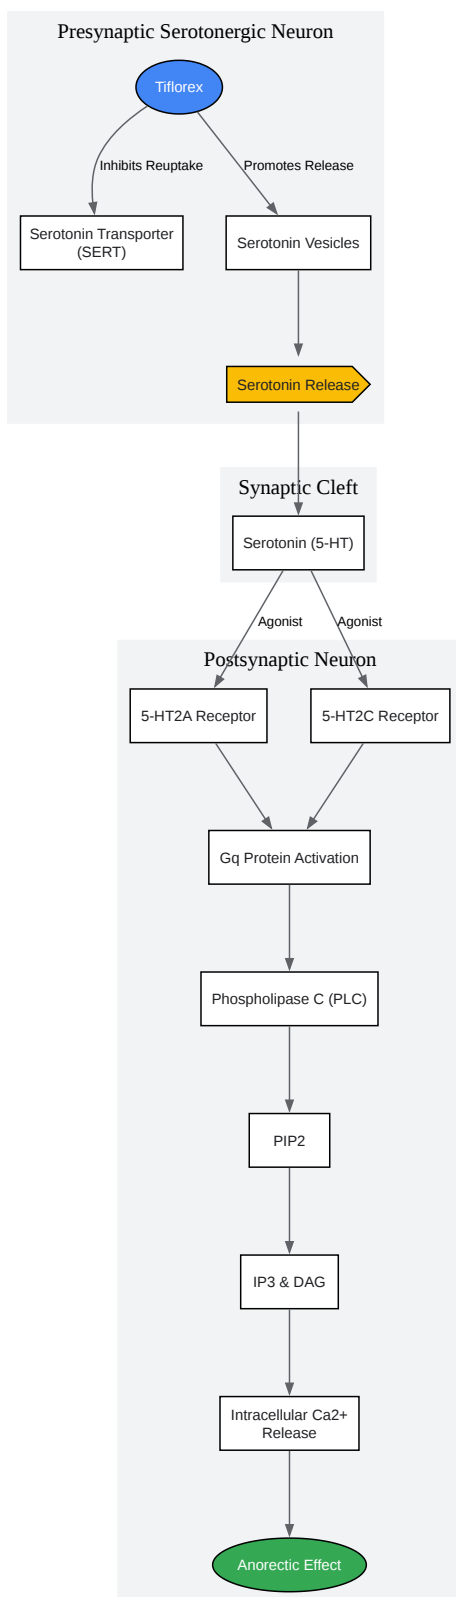 Presynaptic Serotonergic Neuron
Tiflorex
Inhibits Reuptake
Promotes Release
Serotonin Transporter
(SERT)
Serotonin Vesicles
Serotonin Release
Synaptic Cleft
Serotonin (5-HT)
Agonist
Agonist
Postsynaptic Neuron
5-HT2A Receptor
5-HT2C Receptor
Gq Protein Activation
Phospholipase C (PLC)
PIP2
IP3 & DAG
Intracellular Ca2+
Release
Anorectic Effect